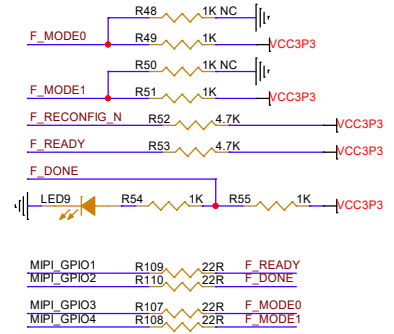 R48 1K NC
F_MODE0 R49 1K VCC3P3
R50 1K NC
F_MODE1 R51 1K VCC3P3
F_RECONFIG_N R52 4.7K VCC3P3
F_READY R53 4.7K VCC3P3
F_DONE
LED9 R54 1K R55 1K VCC3P3
MIPI_GPIO1 R109 22R F_READY
MIPI_GPIO2 R110 22R F_DONE
MIPI_GPIO3 R107 22R F_MODE0
MIPI_GPIO4 R108 22R F_MODE1